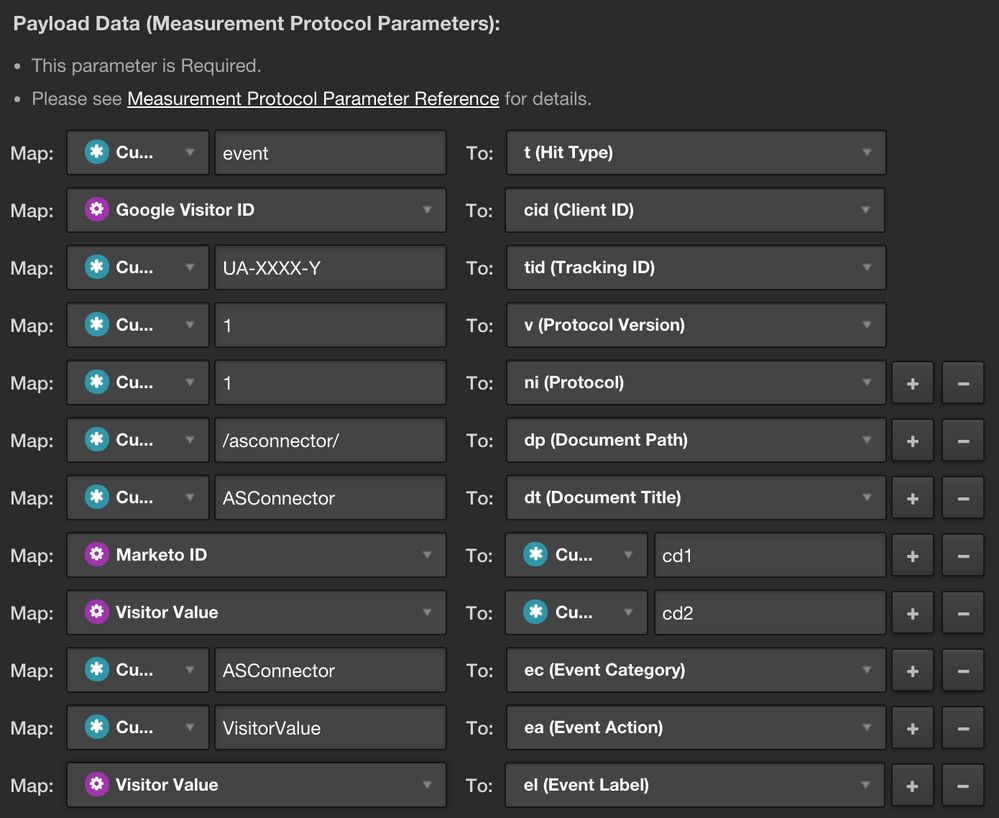 Payload Data (Measurement Protocol Parameters):
• This parameter is Required.
• Please see Measurement Protocol Parameter Reference for details.
Map: Cu... event To: t (Hit Type)
Map: Google Visitor ID To: cid (Client ID)
Map: Cu... UA-XXXX-Y To: tid (Tracking ID)
Map: Cu... 1 To: v (Protocol Version)
Map: Cu... 1 To: ni (Protocol) + −
Map: Cu... /asconnector/ To: dp (Document Path) + −
Map: Cu... ASConnector To: dt (Document Title) + −
Map: Marketo ID To: Cu... cd1 + −
Map: Visitor Value To: Cu... cd2 + −
Map: Cu... ASConnector To: ec (Event Category) + −
Map: Cu... VisitorValue To: ea (Event Action) + −
Map: Visitor Value To: el (Event Label) + −